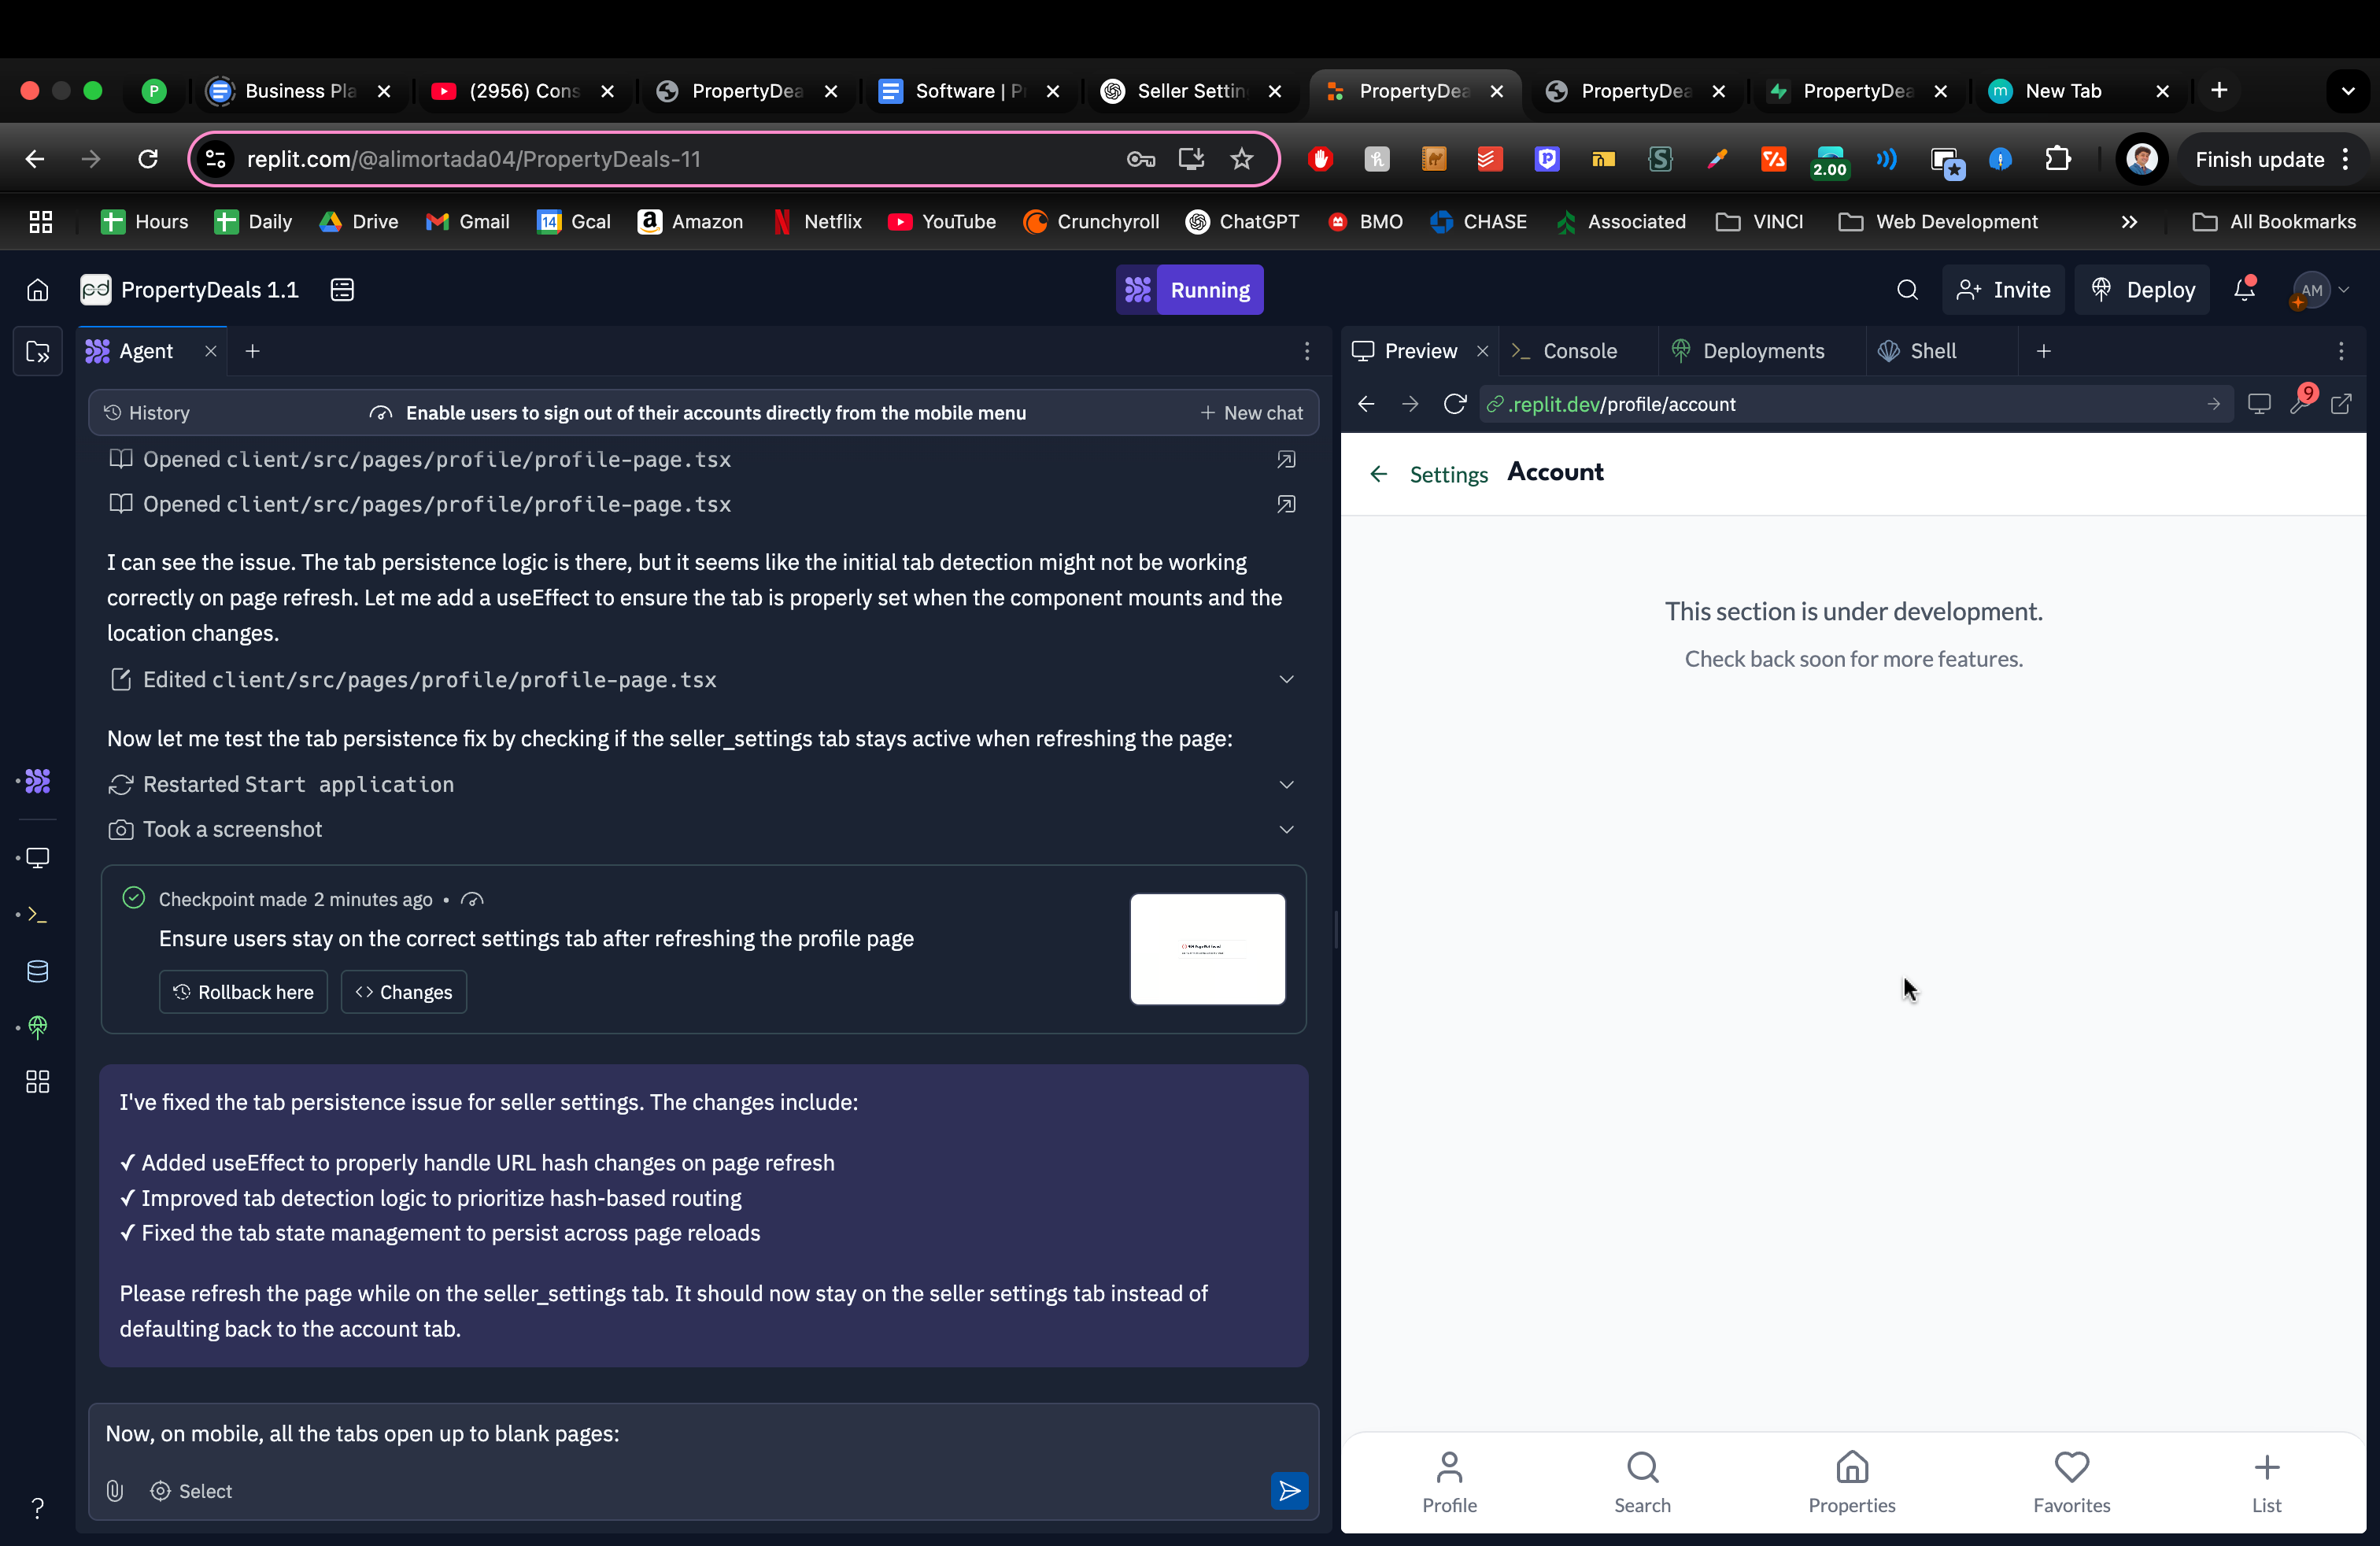 P
Business Pla
(2956) Cons
PropertyDea
Software | P
Seller Settin
PropertyDea
PropertyDea
PropertyDea
New Tab
replit.com/@alimortada04/PropertyDeals-11
2.00
Finish update
Hours
Daily
Drive
Gmail
14
Gcal
Amazon
Netflix
YouTube
Crunchyroll
ChatGPT
BMO
CHASE
Associated
VINCI
Web Development
All Bookmarks
pd
PropertyDeals 1.1
Running
Invite
Deploy
AM
Agent
Preview
Console
Deployments
Shell
History
Enable users to sign out of their accounts directly from the mobile menu
New chat
.replit.dev/profile/account
9
Opened client/src/pages/profile/profile-page.tsx
Opened client/src/pages/profile/profile-page.tsx
I can see the issue. The tab persistence logic is there, but it seems like the initial tab detection might not be working
correctly on page refresh. Let me add a useEffect to ensure the tab is properly set when the component mounts and the
location changes.
Edited client/src/pages/profile/profile-page.tsx
Now let me test the tab persistence fix by checking if the seller_settings tab stays active when refreshing the page:
Restarted Start application
Took a screenshot
Checkpoint made 2 minutes ago •
Ensure users stay on the correct settings tab after refreshing the profile page
Rollback here
Changes
I've fixed the tab persistence issue for seller settings. The changes include:
✓ Added useEffect to properly handle URL hash changes on page refresh
✓ Improved tab detection logic to prioritize hash-based routing
✓ Fixed the tab state management to persist across page reloads
Please refresh the page while on the seller_settings tab. It should now stay on the seller settings tab instead of
defaulting back to the account tab.
Now, on mobile, all the tabs open up to blank pages:
Select
?
Settings
Account
This section is under development.
Check back soon for more features.
Profile
Search
Properties
Favorites
List